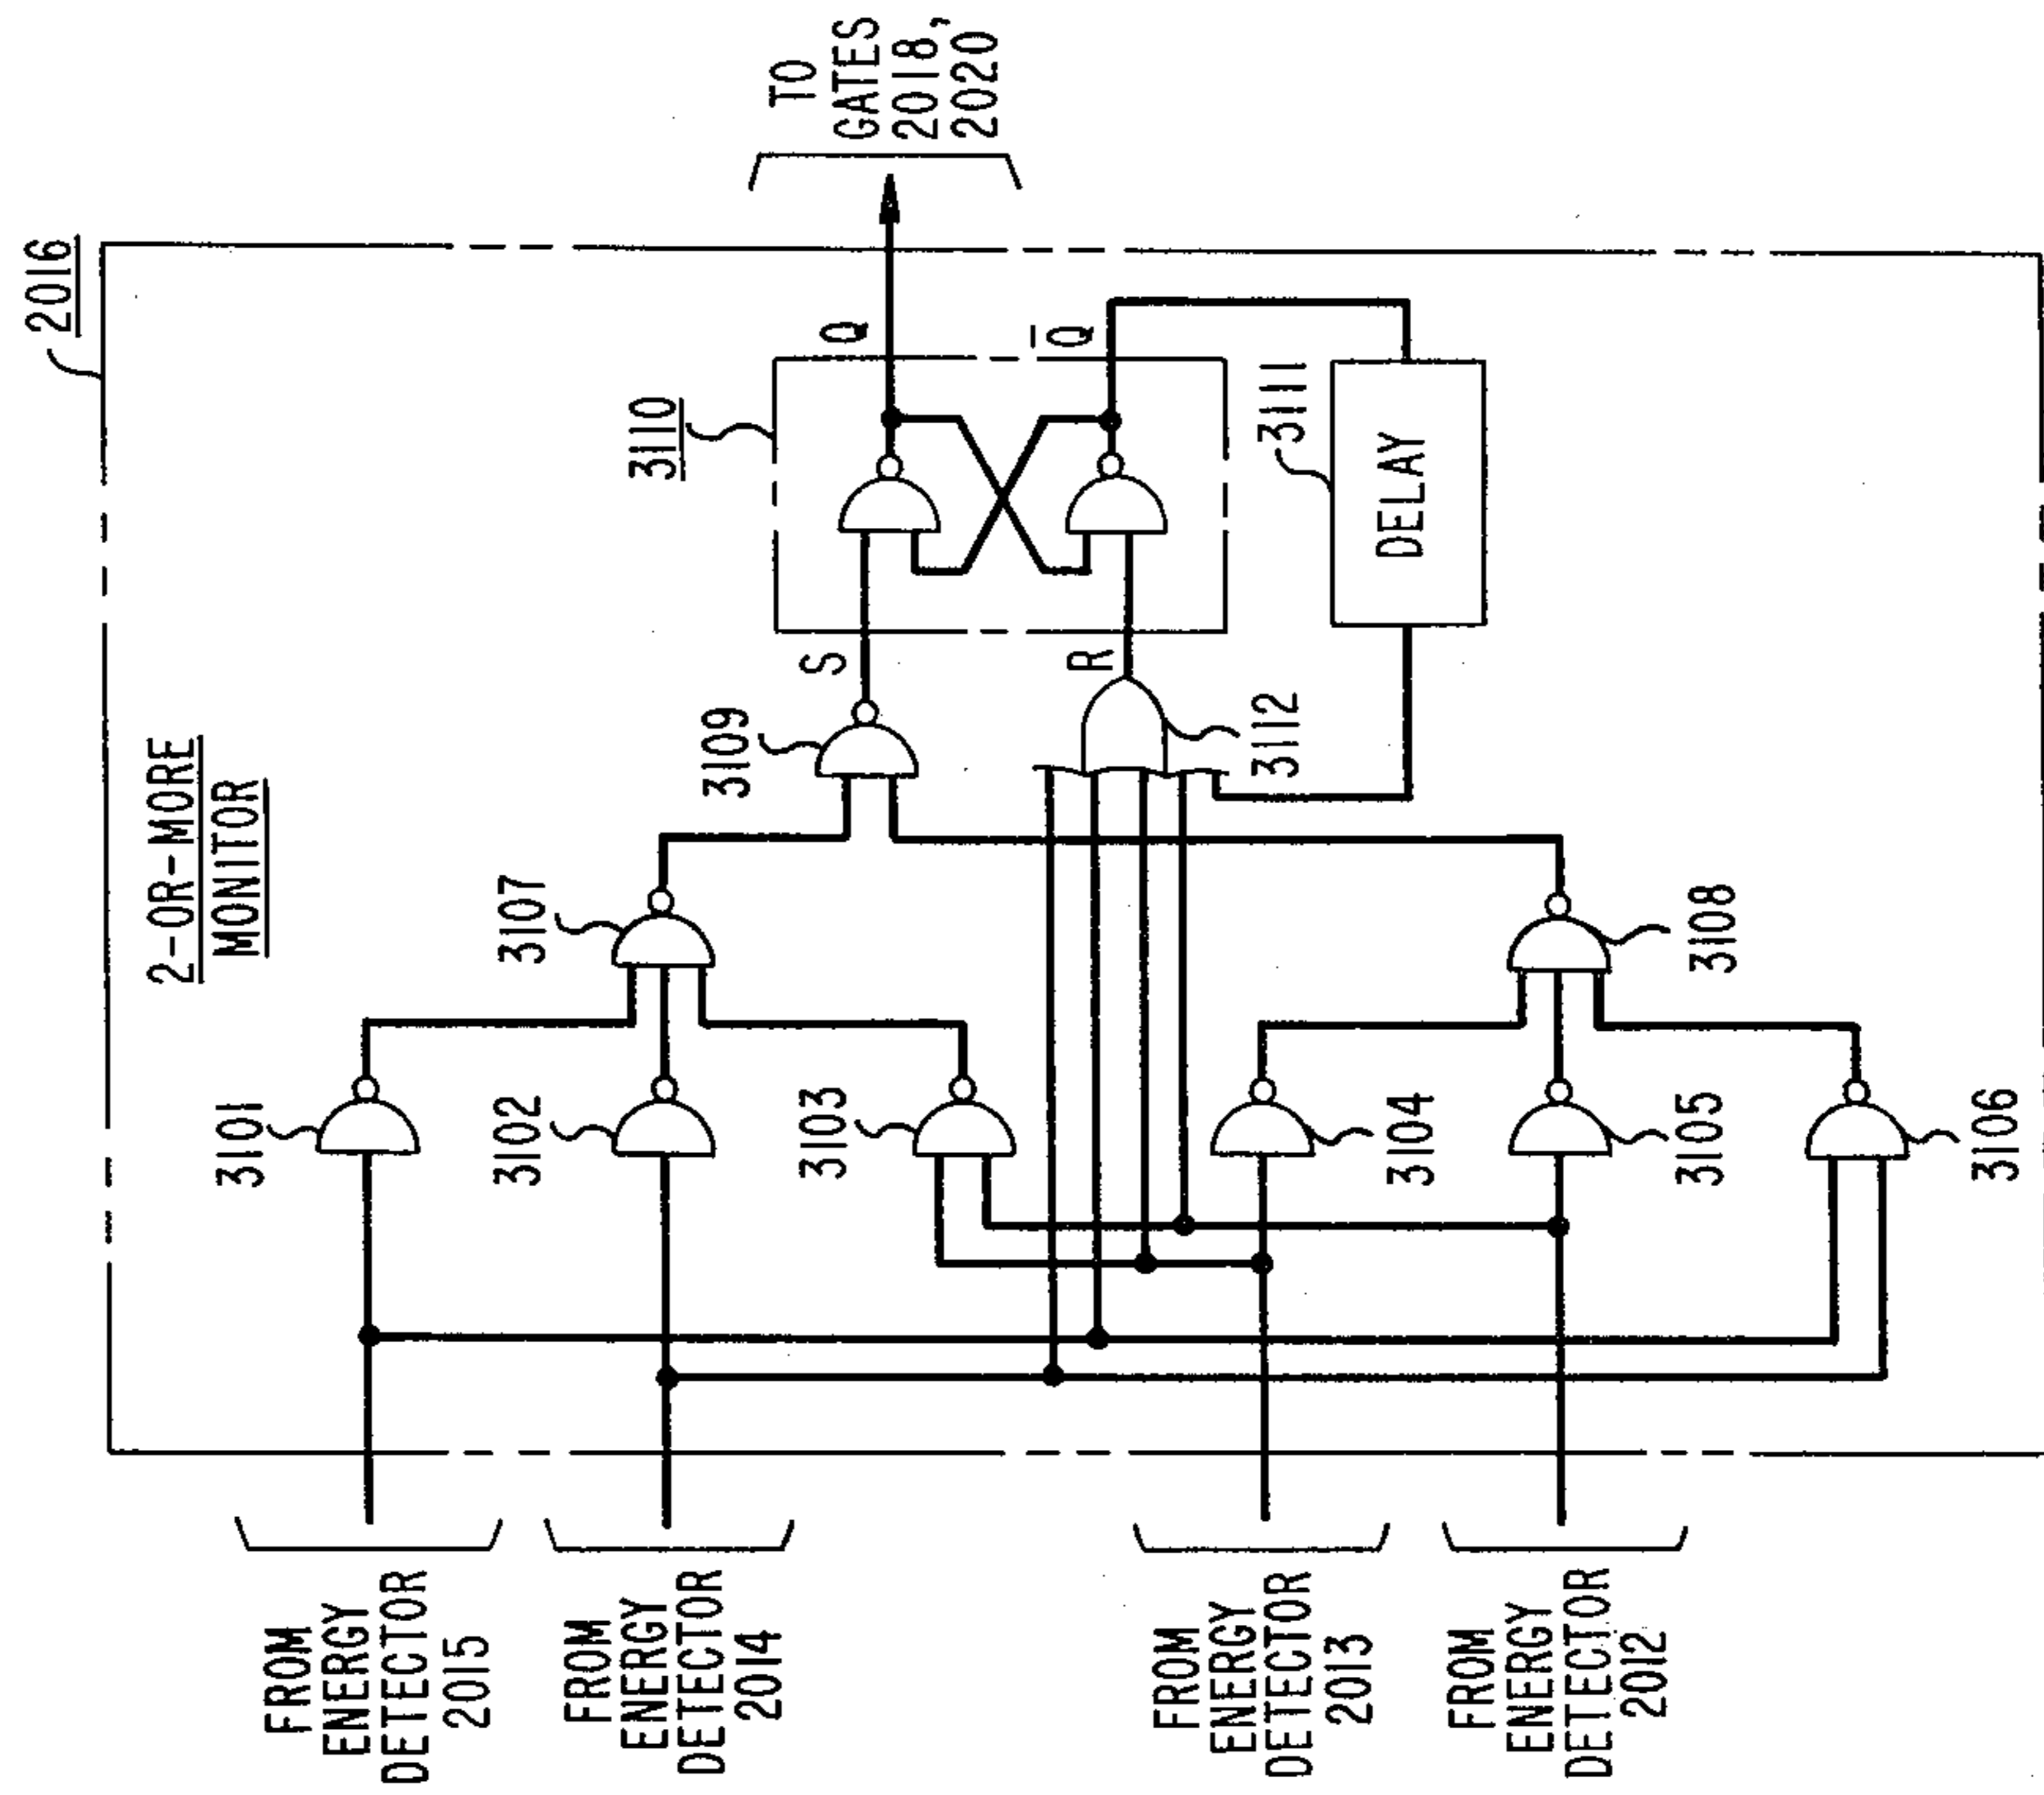 2016
2-OR-MORE
MONITOR
FROM
ENERGY
DETECTOR
2015
FROM
ENERGY
DETECTOR
2014
FROM
ENERGY
DETECTOR
2013
FROM
ENERGY
DETECTOR
2012
3101
3102
3103
3104
3105
3106
3107
3108
3109
S
R
3112
3110
Q
Q̅
3111
DELAY
TO
GATES
2018,
2020